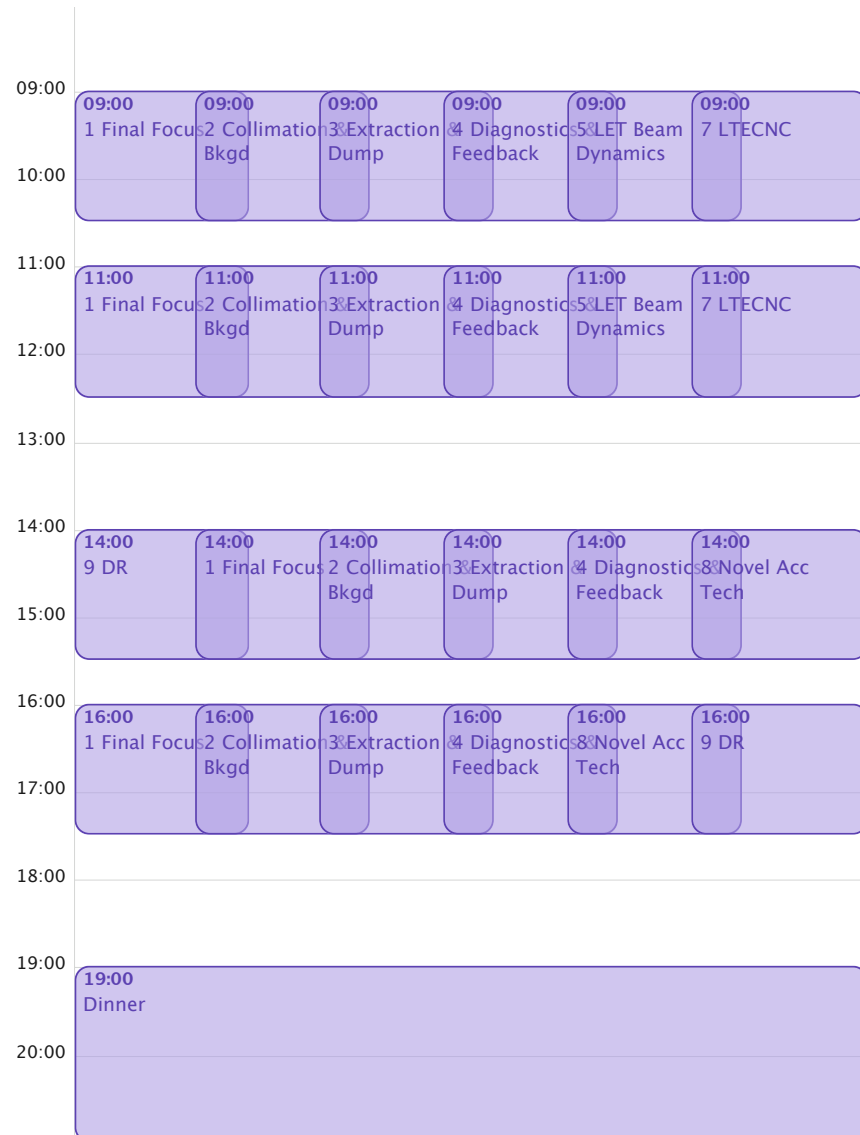 09:00
09:00 09:00 09:00 09:00 09:00 09:00
1 Final Focus 2 Collimation & 3 Extraction & 4 Diagnostics & 5 LET Beam 7 LTECNC
Bkgd Dump Feedback Dynamics
10:00
11:00
11:00 11:00 11:00 11:00 11:00 11:00
1 Final Focus 2 Collimation & 3 Extraction & 4 Diagnostics & 5 LET Beam 7 LTECNC
Bkgd Dump Feedback Dynamics
12:00
13:00
14:00
14:00 14:00 14:00 14:00 14:00 14:00
9 DR 1 Final Focus 2 Collimation & 3 Extraction & 4 Diagnostics & 8 Novel Acc
Bkgd Dump Feedback Tech
15:00
16:00
16:00 16:00 16:00 16:00 16:00 16:00
1 Final Focus 2 Collimation & 3 Extraction & 4 Diagnostics & 8 Novel Acc 9 DR
Bkgd Dump Feedback Tech
17:00
18:00
19:00
19:00
Dinner
20:00